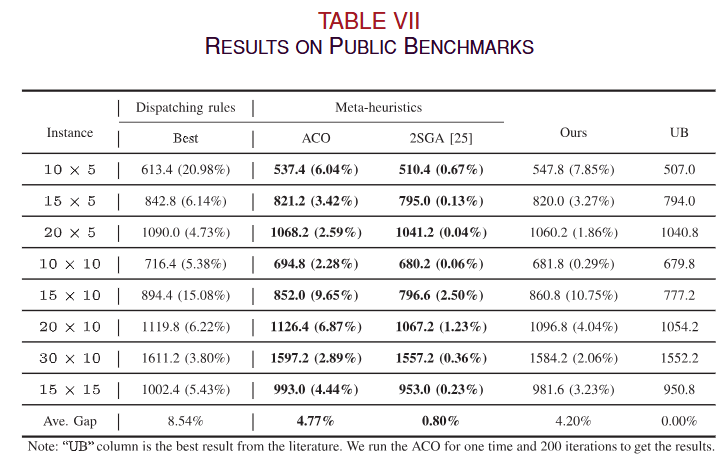 TABLE VII
RESULTS ON PUBLIC BENCHMARKS
Dispatching rules Meta-heuristics
Instance Best ACO 2SGA [25] Ours UB
10 × 5 613.4 (20.98%) 537.4 (6.04%) 510.4 (0.67%) 547.8 (7.85%) 507.0
15 × 5 842.8 (6.14%) 821.2 (3.42%) 795.0 (0.13%) 820.0 (3.27%) 794.0
20 × 5 1090.0 (4.73%) 1068.2 (2.59%) 1041.2 (0.04%) 1060.2 (1.86%) 1040.8
10 × 10 716.4 (5.38%) 694.8 (2.28%) 680.2 (0.06%) 681.8 (0.29%) 679.8
15 × 10 894.4 (15.08%) 852.0 (9.65%) 796.6 (2.50%) 860.8 (10.75%) 777.2
20 × 10 1119.8 (6.22%) 1126.4 (6.87%) 1067.2 (1.23%) 1096.8 (4.04%) 1054.2
30 × 10 1611.2 (3.80%) 1597.2 (2.89%) 1557.2 (0.36%) 1584.2 (2.06%) 1552.2
15 × 15 1002.4 (5.43%) 993.0 (4.44%) 953.0 (0.23%) 981.6 (3.23%) 950.8
Ave. Gap 8.54% 4.77% 0.80% 4.20% 0.00%
Note: “UB” column is the best result from the literature. We run the ACO for one time and 200 iterations to get the results.